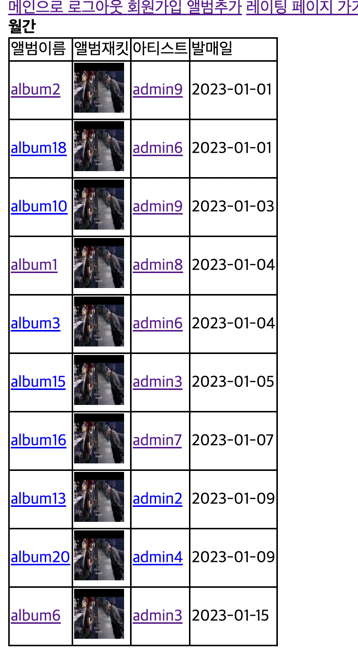 메인으로 로그아웃 회원가입 앨범추가 레이팅 페이지
월간
앨범이름 앨범재킷 아티스트 발매일
album2 admin9 2023-01-01
album18 admin6 2023-01-01
album10 admin9 2023-01-03
album1 admin8 2023-01-04
album3 admin6 2023-01-04
album15 admin3 2023-01-05
album16 admin7 2023-01-07
album13 admin2 2023-01-09
album20 admin4 2023-01-09
album6 admin3 2023-01-15